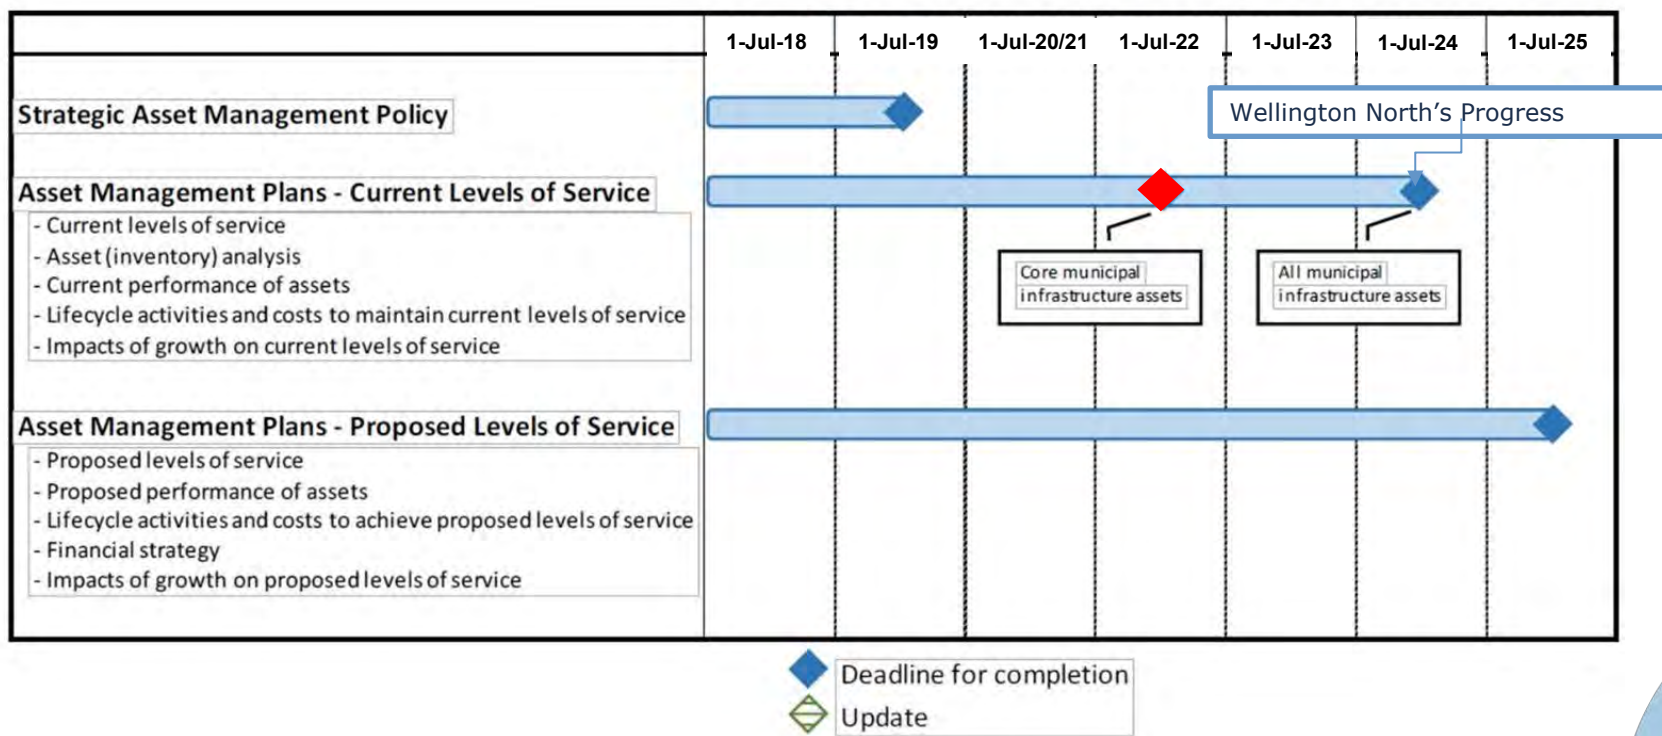 1-Jul-18 1-Jul-19 1-Jul-20/21 1-Jul-22 1-Jul-23 1-Jul-24 1-Jul-25
Strategic Asset Management Policy
Wellington North's Progress
Asset Management Plans - Current Levels of Service
- Current levels of service
- Asset (inventory) analysis
- Current performance of assets
- Lifecycle activities and costs to maintain current levels of service
- Impacts of growth on current levels of service
Core municipal
infrastructure assets
All municipal
infrastructure assets
Asset Management Plans - Proposed Levels of Service
- Proposed levels of service
- Proposed performance of assets
- Lifecycle activities and costs to achieve proposed levels of service
- Financial strategy
- Impacts of growth on proposed levels of service
Deadline for completion
Update